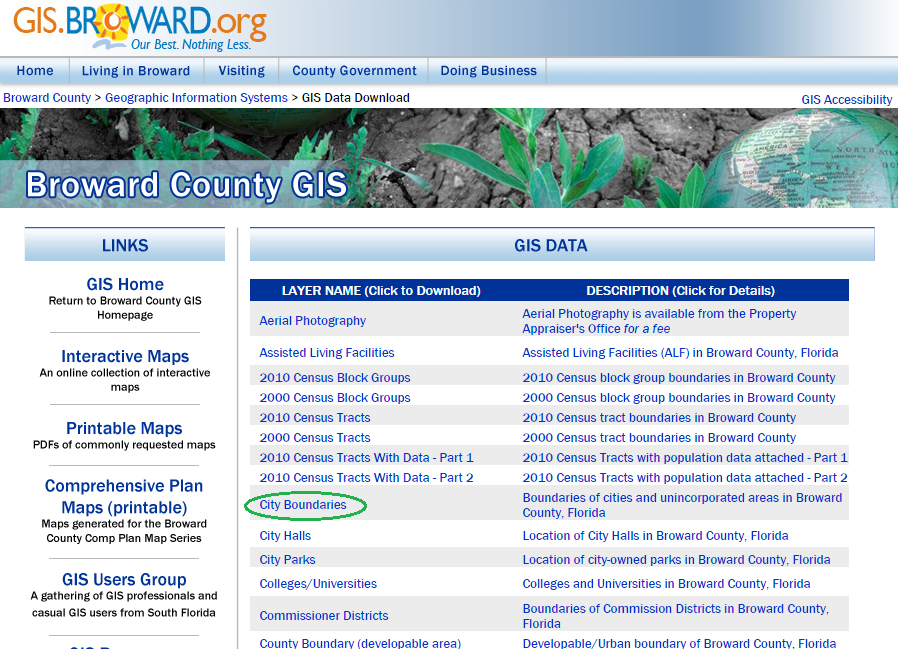 GIS.BROWARD.org
Our Best. Nothing Less.
Home
Living in Broward
Visiting
County Government
Doing Business
Broward County > Geographic Information Systems > GIS Data Download
GIS Accessibility
Broward County GIS
LINKS
GIS Home
Return to Broward County GIS
Homepage
Interactive Maps
An online collection of interactive
maps
Printable Maps
PDFs of commonly requested maps
Comprehensive Plan
Maps (printable)
Maps generated for the Broward
County Comp Plan Map Series
GIS Users Group
A gathering of GIS professionals and
casual GIS users from South Florida
GIS DATA
LAYER NAME (Click to Download) DESCRIPTION (Click for Details)
Aerial Photography
Aerial Photography is available from the Property
Appraiser's Office for a fee
Assisted Living Facilities Assisted Living Facilities (ALF) in Broward County, Florida
2010 Census Block Groups 2010 Census block group boundaries in Broward County
2000 Census Block Groups 2000 Census block group boundaries in Broward County
2010 Census Tracts 2010 Census tract boundaries in Broward County
2000 Census Tracts 2000 Census tract boundaries in Broward County
2010 Census Tracts With Data - Part 1 2010 Census Tracts with population data attached - Part 1
2010 Census Tracts With Data - Part 2 2010 Census Tracts with population data attached - Part 2
City Boundaries
Boundaries of cities and unincorporated areas in Broward
County, Florida
City Halls Location of City Halls in Broward County, Florida
City Parks Location of city-owned parks in Broward County, Florida
Colleges/Universities Colleges and Universities in Broward County, Florida
Commissioner Districts
Boundaries of Commission Districts in Broward County,
Florida
County Boundary (developable area) Developable/Urban boundary of Broward County, Florida